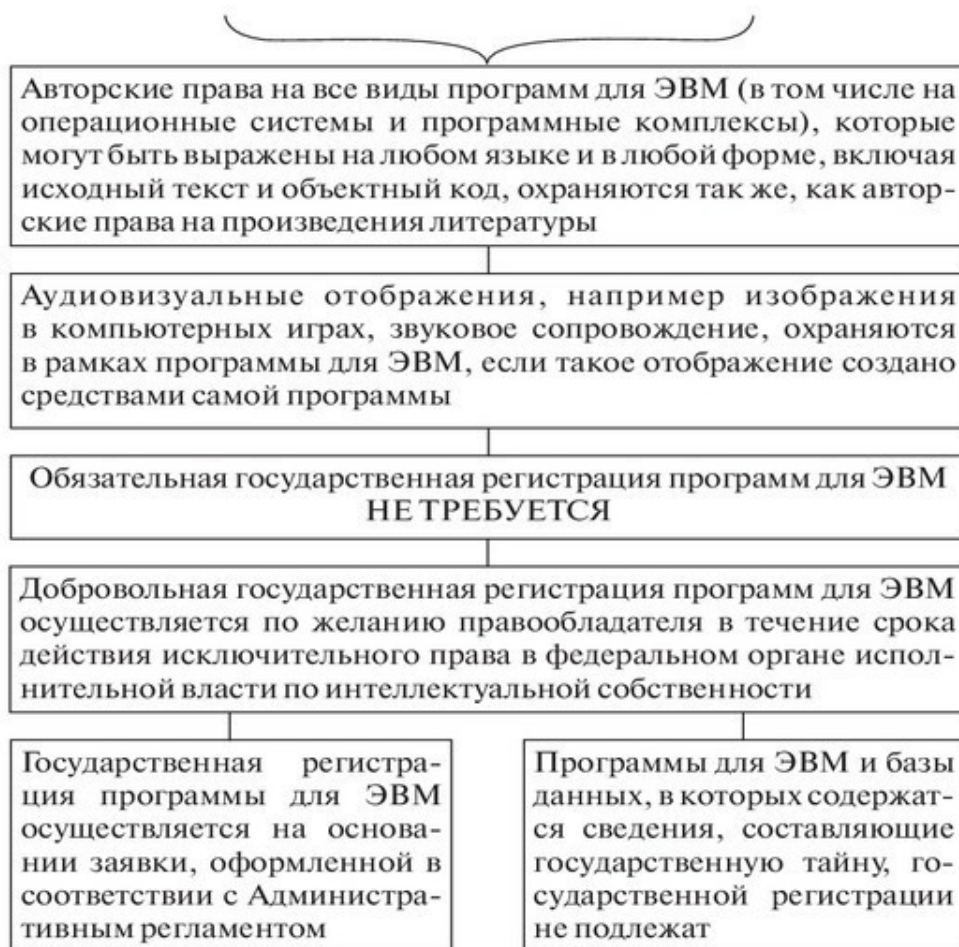 Авторские права на все виды программ для ЭВМ (в том числе на
операционные системы и программные комплексы), которые
могут быть выражены на любом языке и в любой форме, включая
исходный текст и объектный код, охраняются так же, как автор-
ские права на произведения литературы
Аудиовизуальные отображения, например изображения
в компьютерных играх, звуковое сопровождение, охраняются
в рамках программы для ЭВМ, если такое отображение создано
средствами самой программы
Обязательная государственная регистрация программ для ЭВМ
НЕ ТРЕБУЕТСЯ
Добровольная государственная регистрация программ для ЭВМ
осуществляется по желанию правообладателя в течение срока
действия исключительного права в федеральном органе испол-
нительной власти по интеллектуальной собственности
Государственная регистра-
ция программы для ЭВМ
осуществляется на основа-
нии заявки, оформленной в
соответствии с Администра-
тивным регламентом
Программы для ЭВМ и базы
данных, в которых содержат-
ся сведения, составляющие
государственную тайну, го-
сударственной регистрации
не подлежат